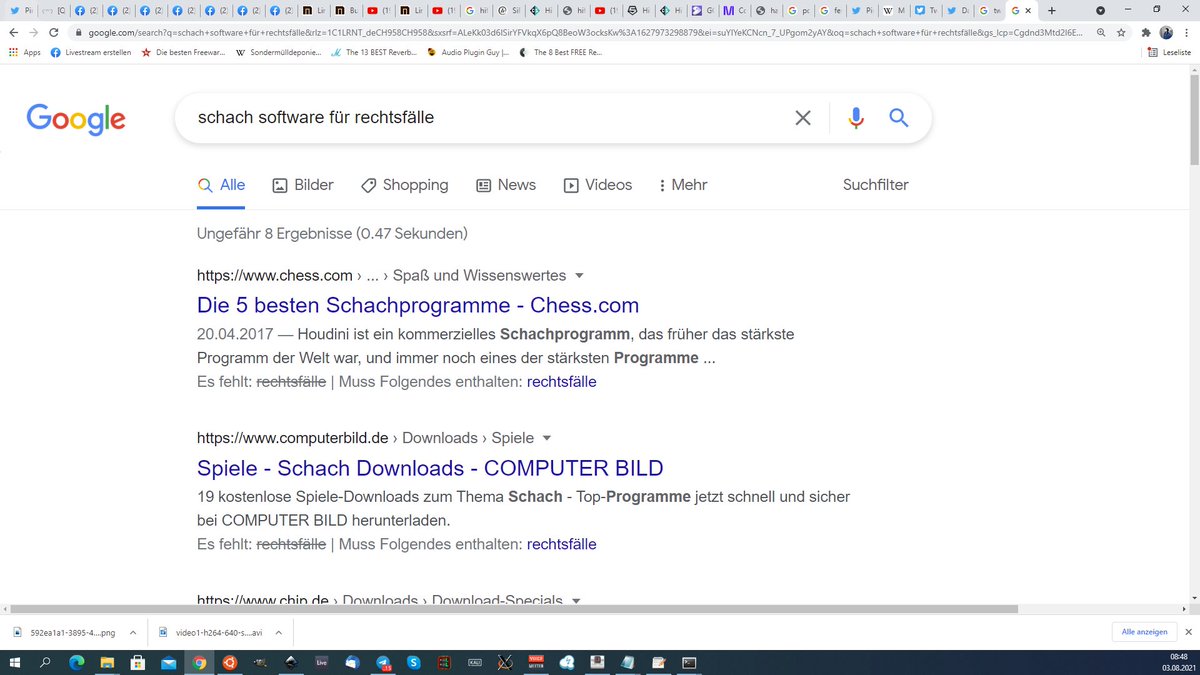 google.com/search?q=schach+software+für+rechtsfälle&rlz=1C1LRNT_deCH958CH958&sxsrf=ALeKk03d6ISirYFVkqX6pQ8BeoW3ocksKw%3A1627973298879&ei=suYIYeKCNcn_7_UPgom2yAY&oq=schach+software+für+rechtsfälle&gs_lcp=Cgdnd3Mtd2I6E...
Apps Livestream erstellen Die besten Freewar... Sondermülldeponie... The 13 BEST Reverb... Audio Plugin Guy |... The 8 Best FREE RE... Leseliste
Google
schach software für rechtsfälle
Alle Bilder Shopping News Videos Mehr Suchfilter
Ungefähr 8 Ergebnisse (0.47 Sekunden)
https://www.chess.com › ... › Spaß und Wissenswertes
Die 5 besten Schachprogramme - Chess.com
20.04.2017 — Houdini ist ein kommerzielles Schachprogramm, das früher das stärkste
Programm der Welt war, und immer noch eines der stärksten Programme ...
Es fehlt: rechtsfälle | Muss Folgendes enthalten: rechtsfälle
https://www.computerbild.de › Downloads › Spiele
Spiele - Schach Downloads - COMPUTER BILD
19 kostenlose Spiele-Downloads zum Thema Schach - Top-Programme jetzt schnell und sicher
bei COMPUTER BILD herunterladen.
Es fehlt: rechtsfälle | Muss Folgendes enthalten: rechtsfälle
https://www.chip.de › Downloads › Download-Specials
592ea1a1-3895-4....png video1-h264-640-s....avi Alle anzeigen
Live
08:48
03.08.2021